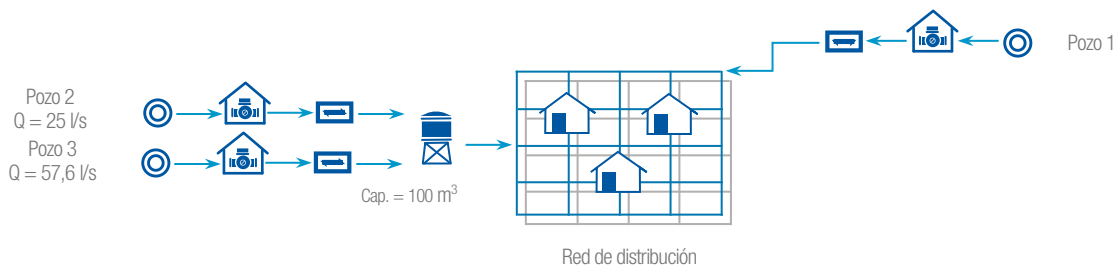 Pozo 1
Pozo 2
Q = 25 l/s
Pozo 3
Q = 57,6 l/s
Cap. = 100 m³
Red de distribución